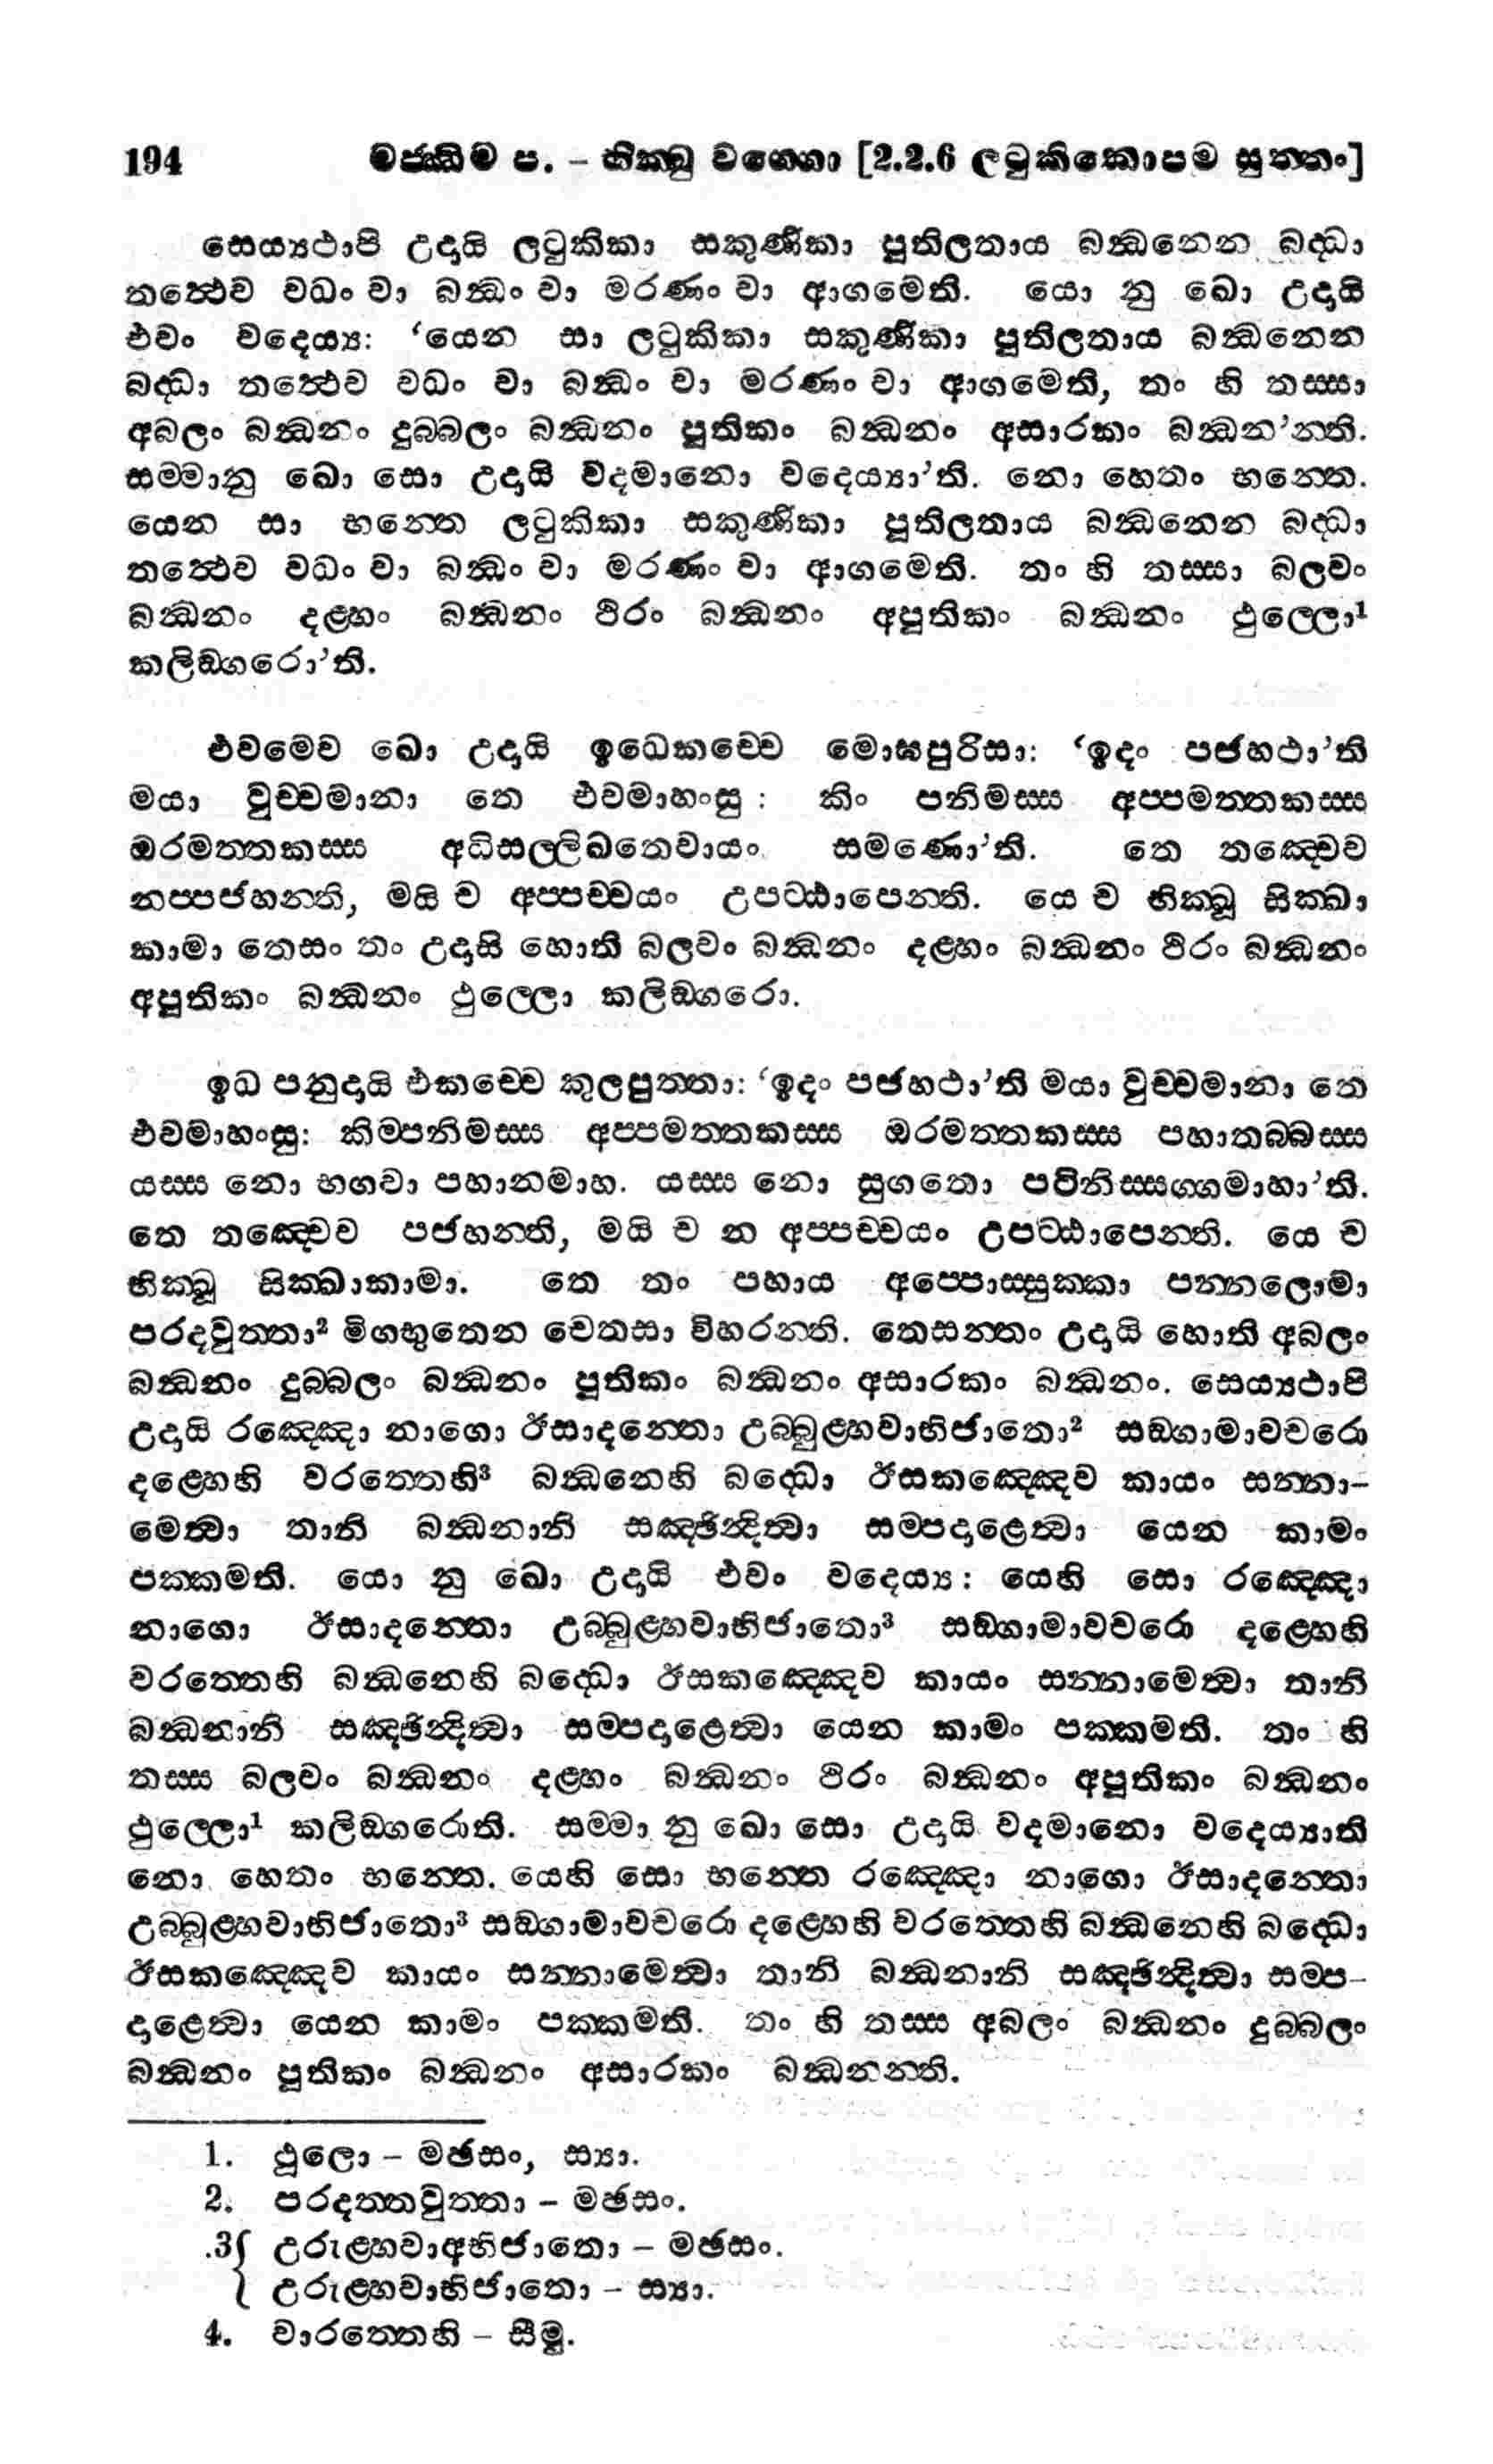 194 මජ්ඣිම ප. – භික්ඛු වග්ගො [2.2.6 ලටුකිකොපම සුත්තං]
සෙය්‍යථාපි උදායි ලටුකිකා සකුණිකා පූතිලතාය බන්ධනෙන බද්ධා
තත්ථෙව වධං වා බන්ධං වා මරණං වා ආගමෙති. යො නු ඛො උදායි
එවං වදෙය්‍ය: ‘යෙන සා ලටුකිකා සකුණිකා පූතිලතාය බන්ධනෙන
බද්ධා තත්ථෙව වධං වා බන්ධං වා මරණං වා ආගමෙති, තං හි තස්සා
අබලං බන්ධනං දුබ්බලං බන්ධනං පූතිකං බන්ධනං අසාරකං බන්ධන’න්ති.
සම්මානු ඛො සො උදායි වදමානො වදෙය්‍යා’ති. නො හෙතං භන්තෙ.
යෙන සා භන්තෙ ලටුකිකා සකුණිකා පූතිලතාය බන්ධනෙන බද්ධා
තත්ථෙව වධං වා බන්ධං වා මරණං වා ආගමෙති. තං හි තස්සා බලවං
බන්ධනං දළ්හං බන්ධනං ථිරං බන්ධනං අපූතිකං බන්ධනං ථුල්ලො¹
කලිඞ්ගරො’ති.
එවමෙව ඛො උදායි ඉධෙකච්චෙ මොඝපුරිසා: ‘ඉදං පජහථා’ති
මයා වුච්චමානා තෙ එවමාහංසු : කිං පනිමස්ස අප්පමත්තකස්ස
ඔරමත්තකස්ස අධිසල්ලිඛතෙවායං සමණො’ති. තෙ තඤ්චෙව
නප්පජහන්ති, මයි ච අප්පච්චයං උපට්ඨාපෙන්ති. යෙ ච භික්ඛූ සික්ඛා
කාමා තෙසං තං උදායි හොති බලවං බන්ධනං දළ්හං බන්ධනං ථිරං බන්ධනං
අපූතිකං බන්ධනං ථුල්ලො කලිඞ්ගරො.
ඉධ පනුදායි එකච්චෙ කුලපුත්තා: ‘ඉදං පජහථා’ති මයා වුච්චමානා තෙ
එවමාහංසු: කිම්පනිමස්ස අප්පමත්තකස්ස ඔරමත්තකස්ස පහාතබ්බස්ස
යස්ස නො භගවා පහානමාහ. යස්ස නො සුගතො පටිනිස්සග්ගමාහා’ති.
තෙ තඤ්චෙව පජහන්ති, මයි ච න අප්පච්චයං උපට්ඨාපෙන්ති. යෙ ච
භික්ඛූ සික්ඛාකාමා. තෙ තං පහාය අප්පොස්සුක්කා පන්නලොමා
පරදවුත්තා² මිගභූතෙන චෙතසා විහරන්ති. තෙසන්තං උදායි හොති අබලං
බන්ධනං දුබ්බලං බන්ධනං පූතිකං බන්ධනං අසාරකං බන්ධනං. සෙය්‍යථාපි
උදායි රඤ්ඤො නාගො ඊසාදන්තො උබ්බුළ්හවාභිජාතො² සඞ්ගාමාවචරො
දළ්හෙහි වරත්තෙහි³ බන්ධනෙහි බද්ධො ඊසකඤ්ඤෙව කායං සන්නා-
මෙත්වා තානි බන්ධනානි සඤ්ඡින්දිත්වා සම්පදාළෙත්වා යෙන කාමං
පක්කමති. යො නු ඛො උදායි එවං වදෙය්‍ය : යෙහි සො රඤ්ඤො
නාගො ඊසාදන්තො උබ්බුළ්හවාභිජාතො³ සඞ්ගාමාවචරො දළ්හෙහි
වරත්තෙහි බන්ධනෙහි බද්ධො ඊසකඤ්ඤෙව කායං සන්නාමෙත්වා තානි
බන්ධනානි සඤ්ඡින්දිත්වා සම්පදාළෙත්වා යෙන කාමං පක්කමති. තං හි
තස්ස බලවං බන්ධනං දළ්හං බන්ධනං ථිරං බන්ධනං අපූතිකං බන්ධනං
ථුල්ලො¹ කලිඞ්ගරොති. සම්මා නු ඛො සො උදායි වදමානො වදෙය්‍යාති
නො හෙතං භන්තෙ. යෙහි සො භන්තෙ රඤ්ඤො නාගො ඊසාදන්තො
උබ්බුළ්හවාභිජාතො³ සඞ්ගාමාවචරො දළ්හෙහි වරත්තෙහි බන්ධනෙහි බද්ධො
ඊසකඤ්ඤෙව කායං සන්නාමෙත්වා තානි බන්ධනානි සඤ්ඡින්දිත්වා සම්ප-
දාළෙත්වා යෙන කාමං පක්කමති. තං හි තස්ස අබලං බන්ධනං දුබ්බලං
බන්ධනං පූතිකං බන්ධනං අසාරකං බන්ධනන්ති.
1. ථූලො – මඡසං, ස්‍යා.
2. පරදත්තවුත්තා – මඡසං.
.3{ උරුළ්හවාඅභිජාතො – මඡසං.
උරුළ්හවාභිජාතො – ස්‍යා.
4. වාරත්තෙහි – සීමු.